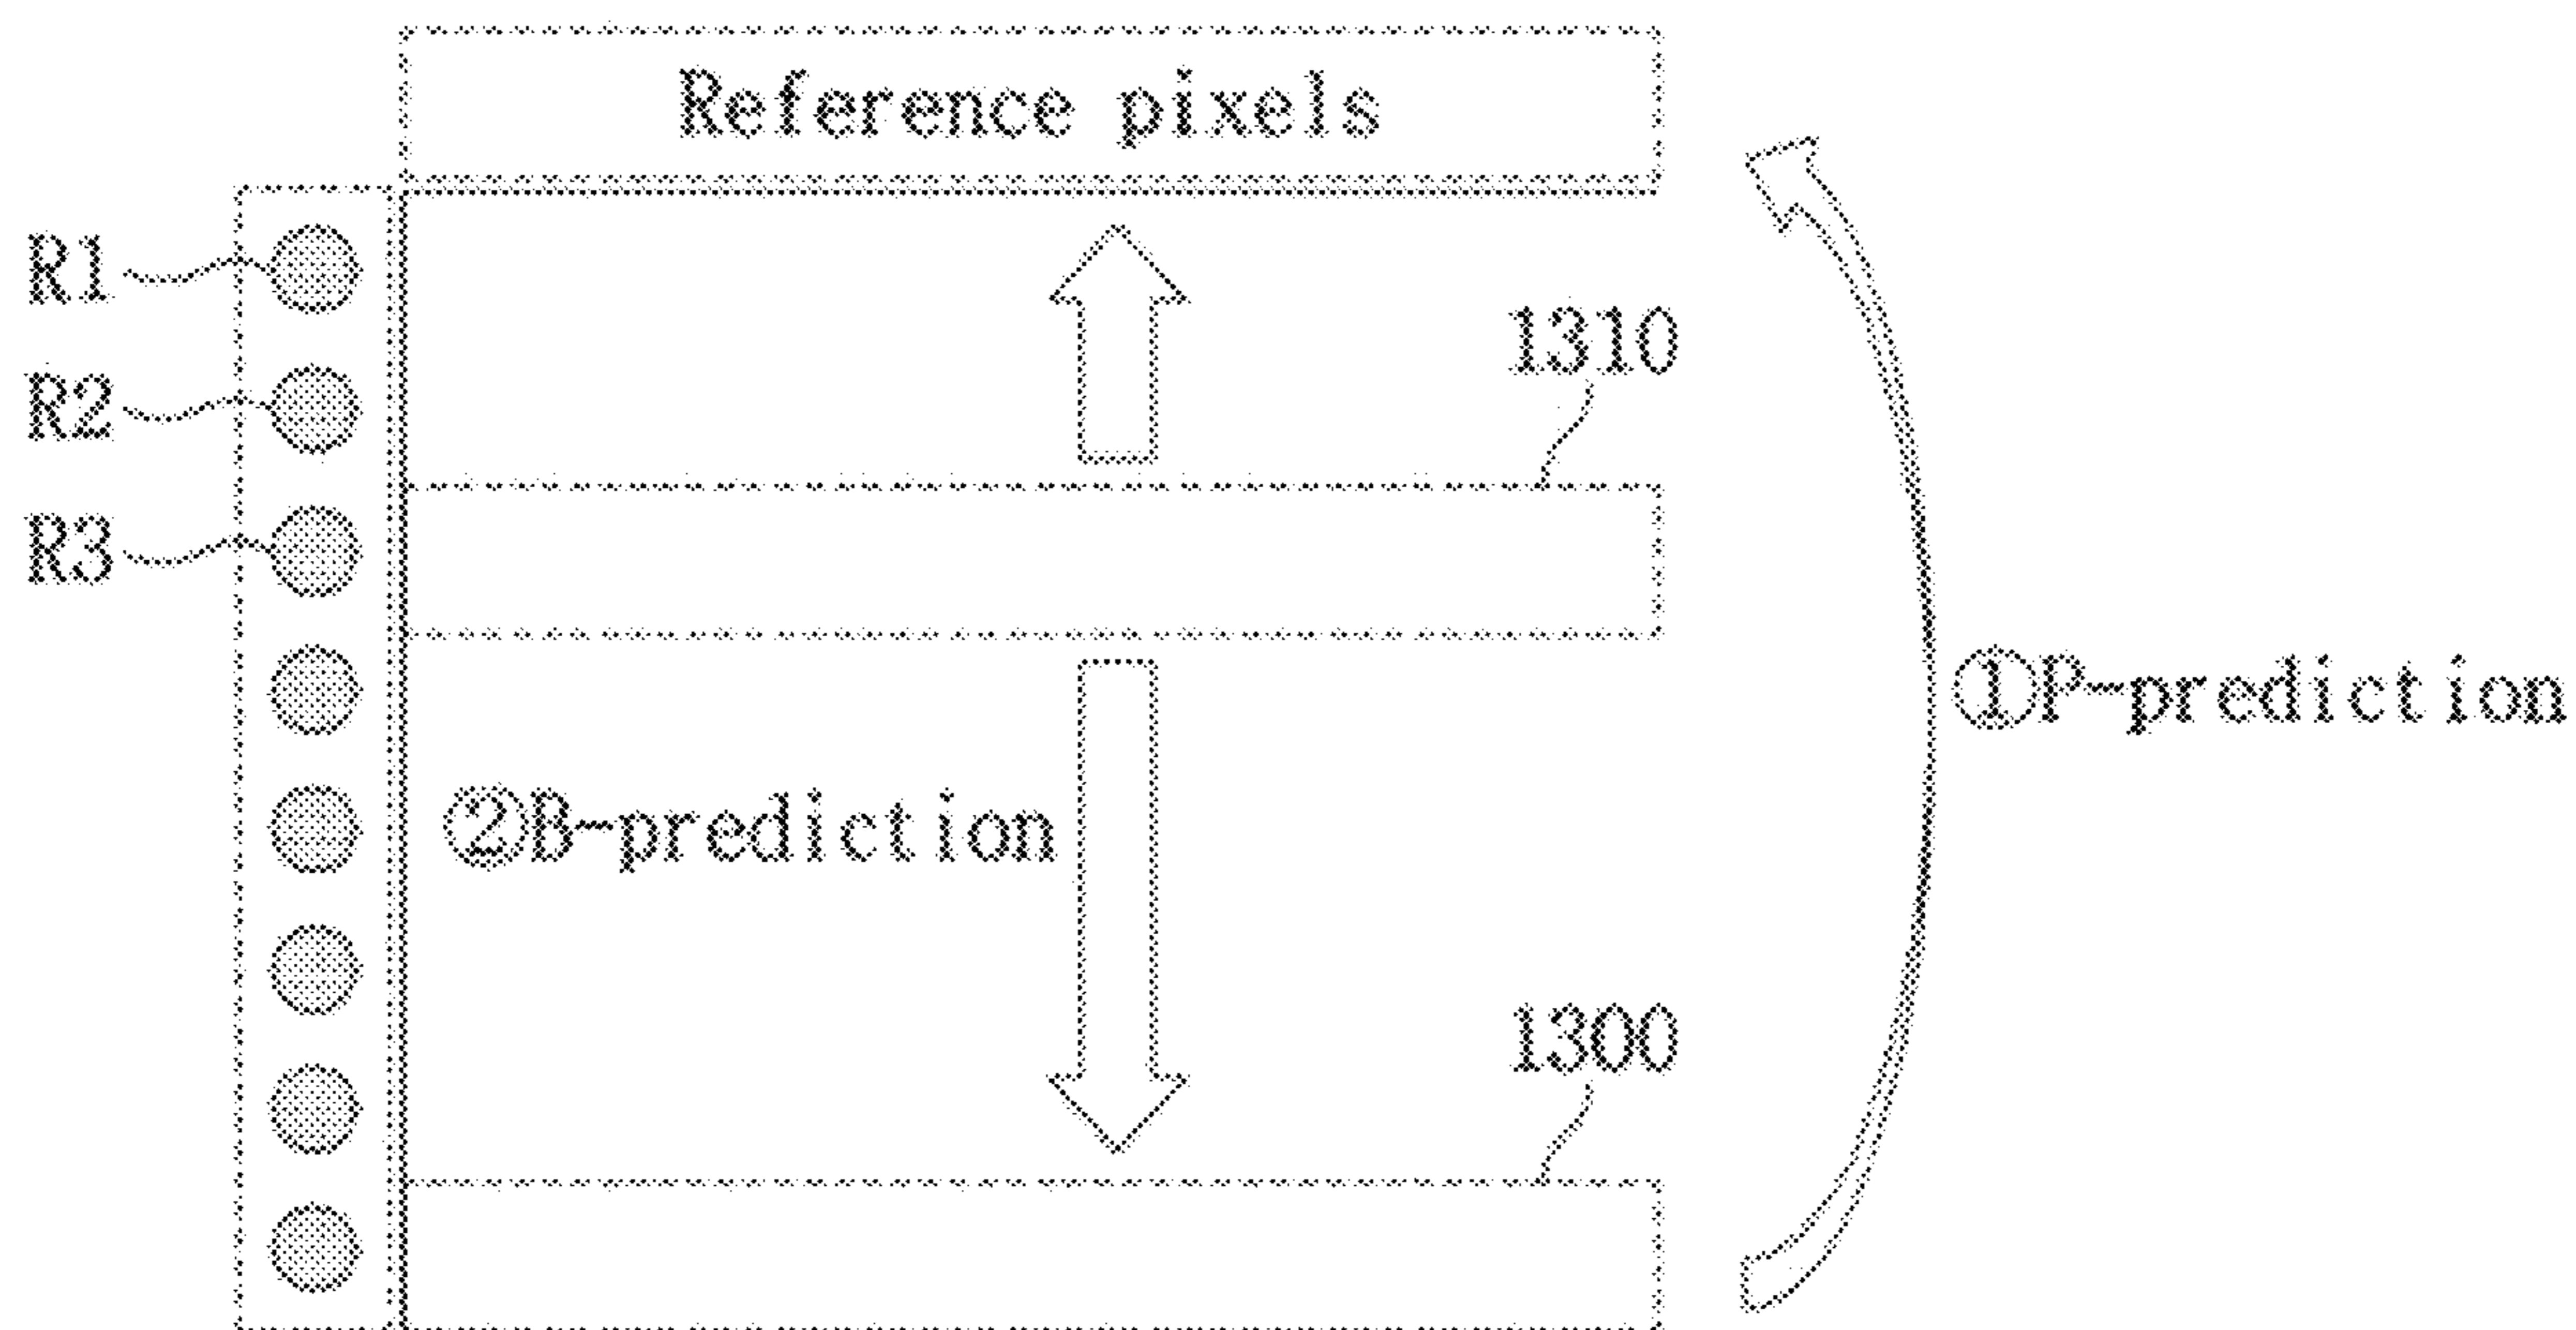 Reference pixels
R1
1310
R2
R3
①P-prediction
②B-prediction
1300